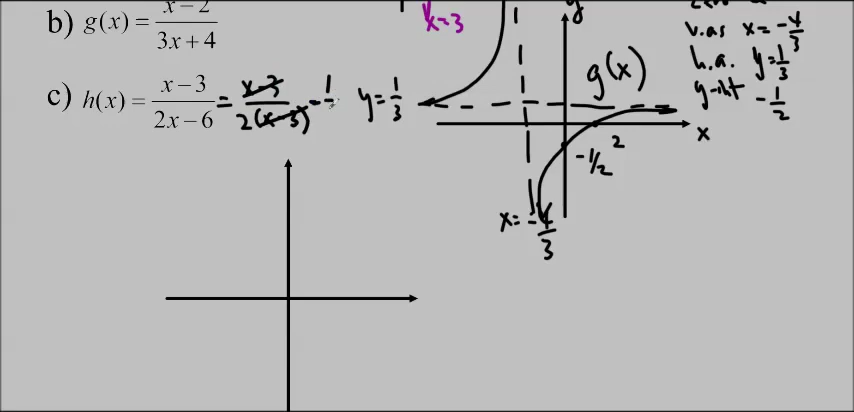 b) g(x) = x − 2 / 3x + 4
x = 3
y
v.as x = -4/3
h.a. y = 1/3
y-int -1/2
g(x)
c) h(x) = x − 3 / 2x − 6 = x-3 / 2(x-3) = 1
y = 1/3
x
-1/2 2
x = -4/3